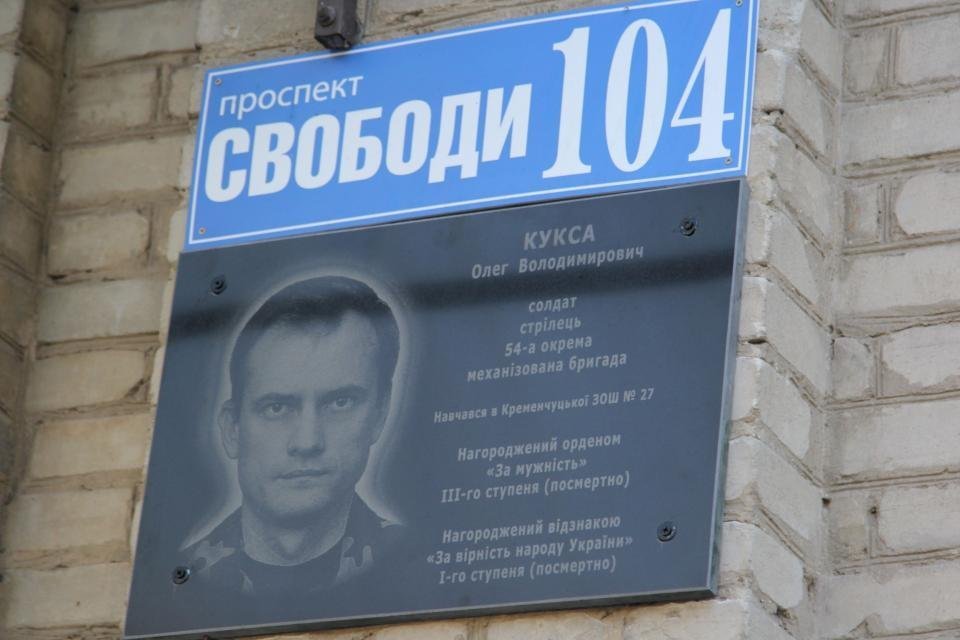 проспект
СВОБОДИ 104
КУКСА
Олег Володимирович
солдат
стрілець
54-а окрема
механізована бригада
Навчався в Кременчуцької ЗОШ № 27
Нагороджений орденом
«За мужність»
III-го ступеня (посмертно)
Нагороджений відзнакою
«За вірність народу України»
I-го ступеня (посмертно)